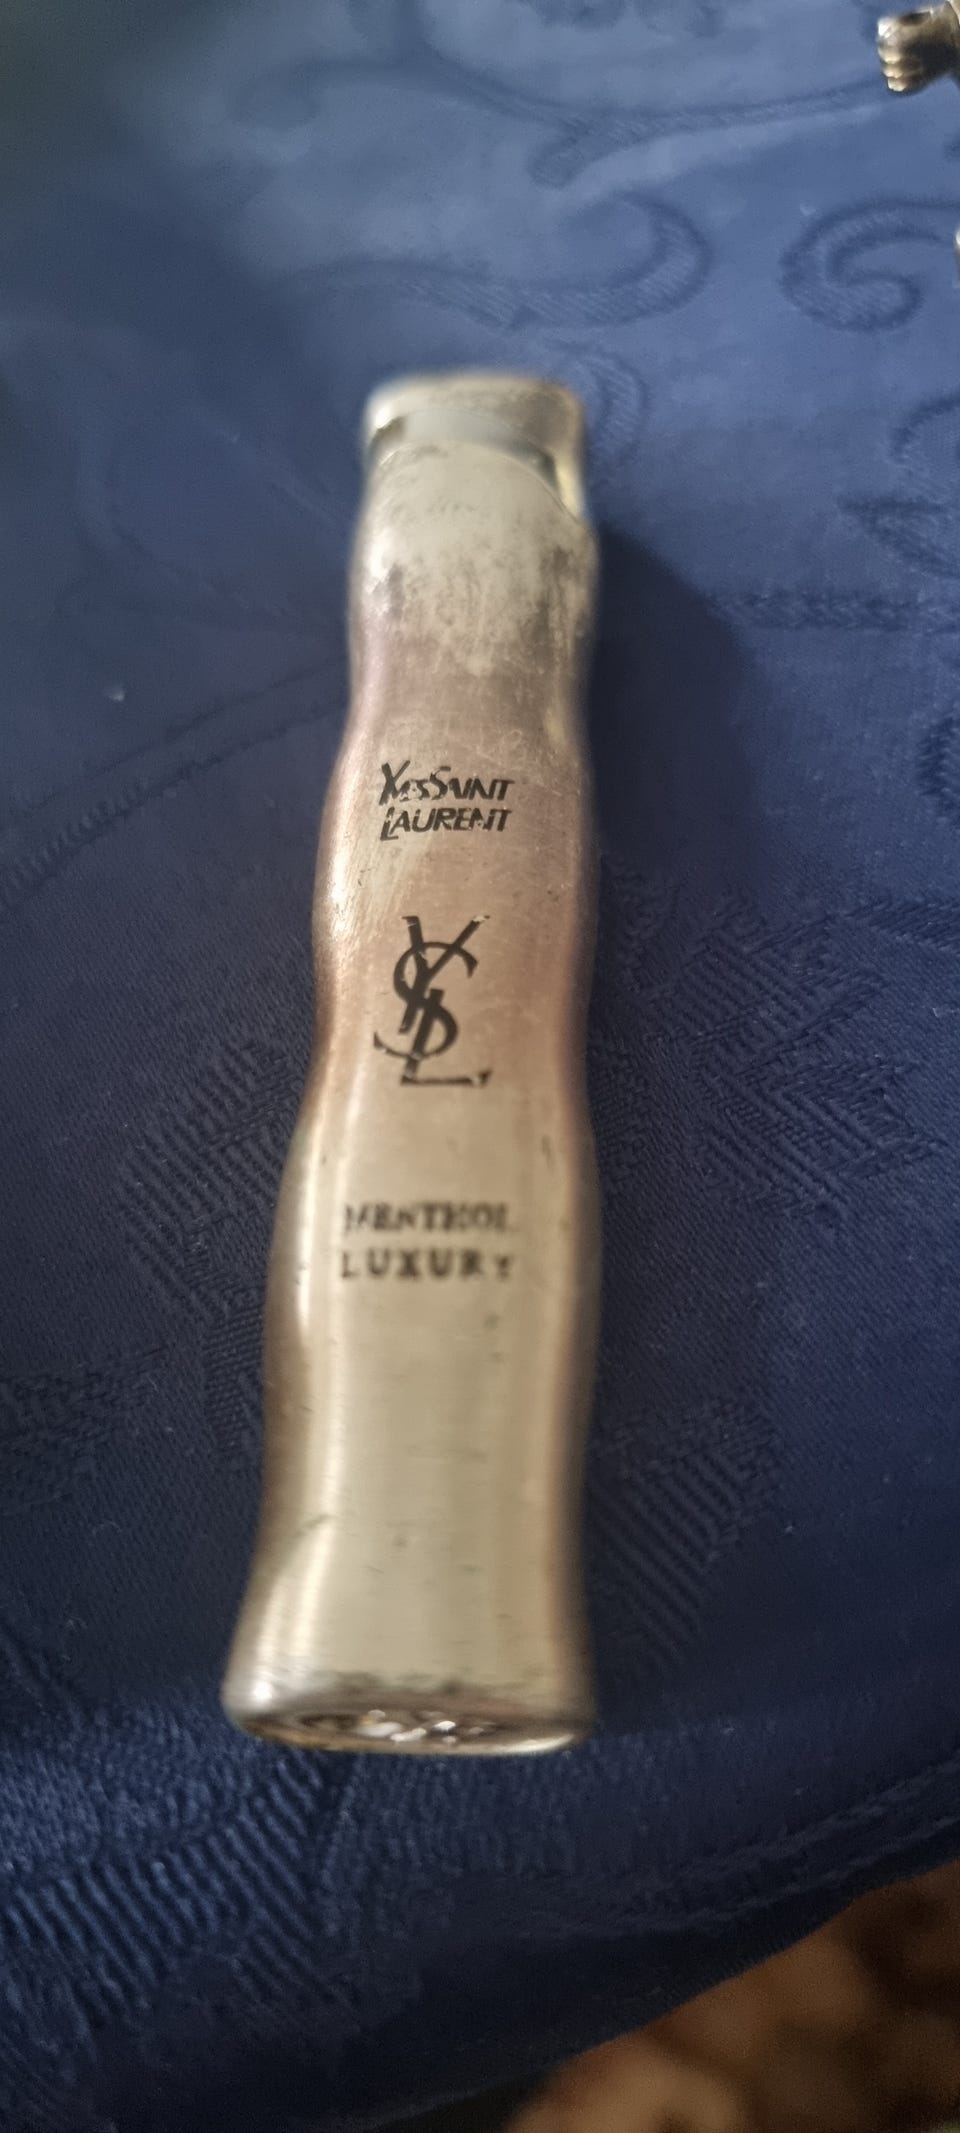 YVESSAINT
LAURENT
YSL
MENTHOL
LUXURY